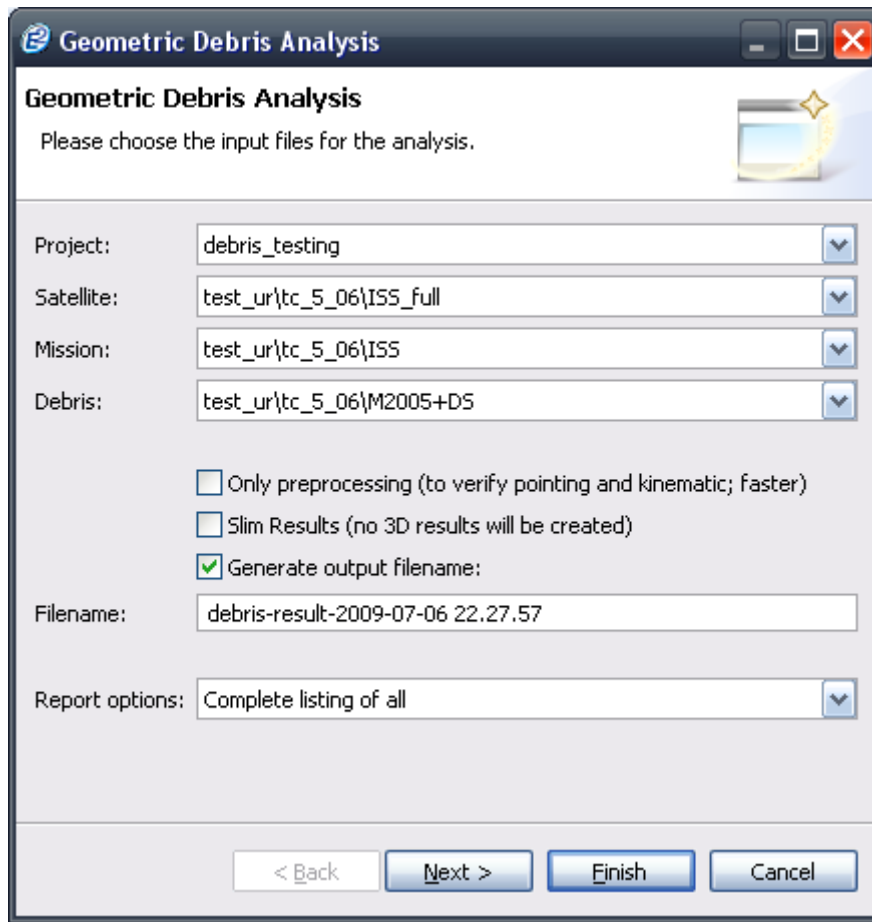 Geometric Debris Analysis
Geometric Debris Analysis
Please choose the input files for the analysis.
Project: debris_testing
Satellite: test_ur\tc_5_06\ISS_full
Mission: test_ur\tc_5_06\ISS
Debris: test_ur\tc_5_06\M2005+DS
Only preprocessing (to verify pointing and kinematic; faster)
Slim Results (no 3D results will be created)
Generate output filename:
Filename: debris-result-2009-07-06 22.27.57
Report options: Complete listing of all
< Back Next > Finish Cancel